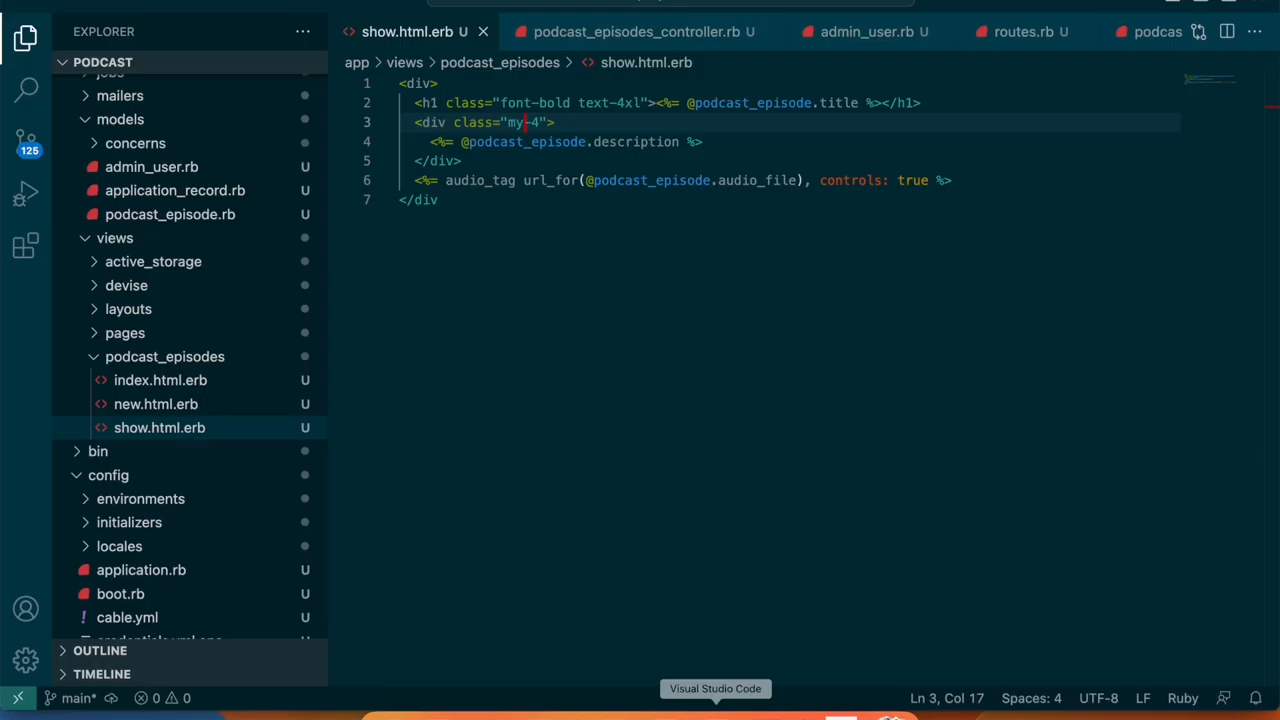 EXPLORER
PODCAST
jobs
mailers
models
concerns
admin_user.rb U
application_record.rb U
podcast_episode.rb U
views
active_storage
devise
layouts
pages
podcast_episodes
index.html.erb U
new.html.erb U
show.html.erb U
bin
config
environments
initializers
locales
application.rb U
boot.rb U
! cable.yml U
OUTLINE
TIMELINE
125
show.html.erb U
podcast_episodes_controller.rb U
admin_user.rb U
routes.rb U
podcas
app > views > podcast_episodes > show.html.erb
1 <div>
2 <h1 class="font-bold text-4xl"><%= @podcast_episode.title %></h1>
3 <div class="my-4">
4 <%= @podcast_episode.description %>
5 </div>
6 <%= audio_tag url_for(@podcast_episode.audio_file), controls: true %>
7 </div
Visual Studio Code
main* 0 0 Ln 3, Col 17 Spaces: 4 UTF-8 LF Ruby